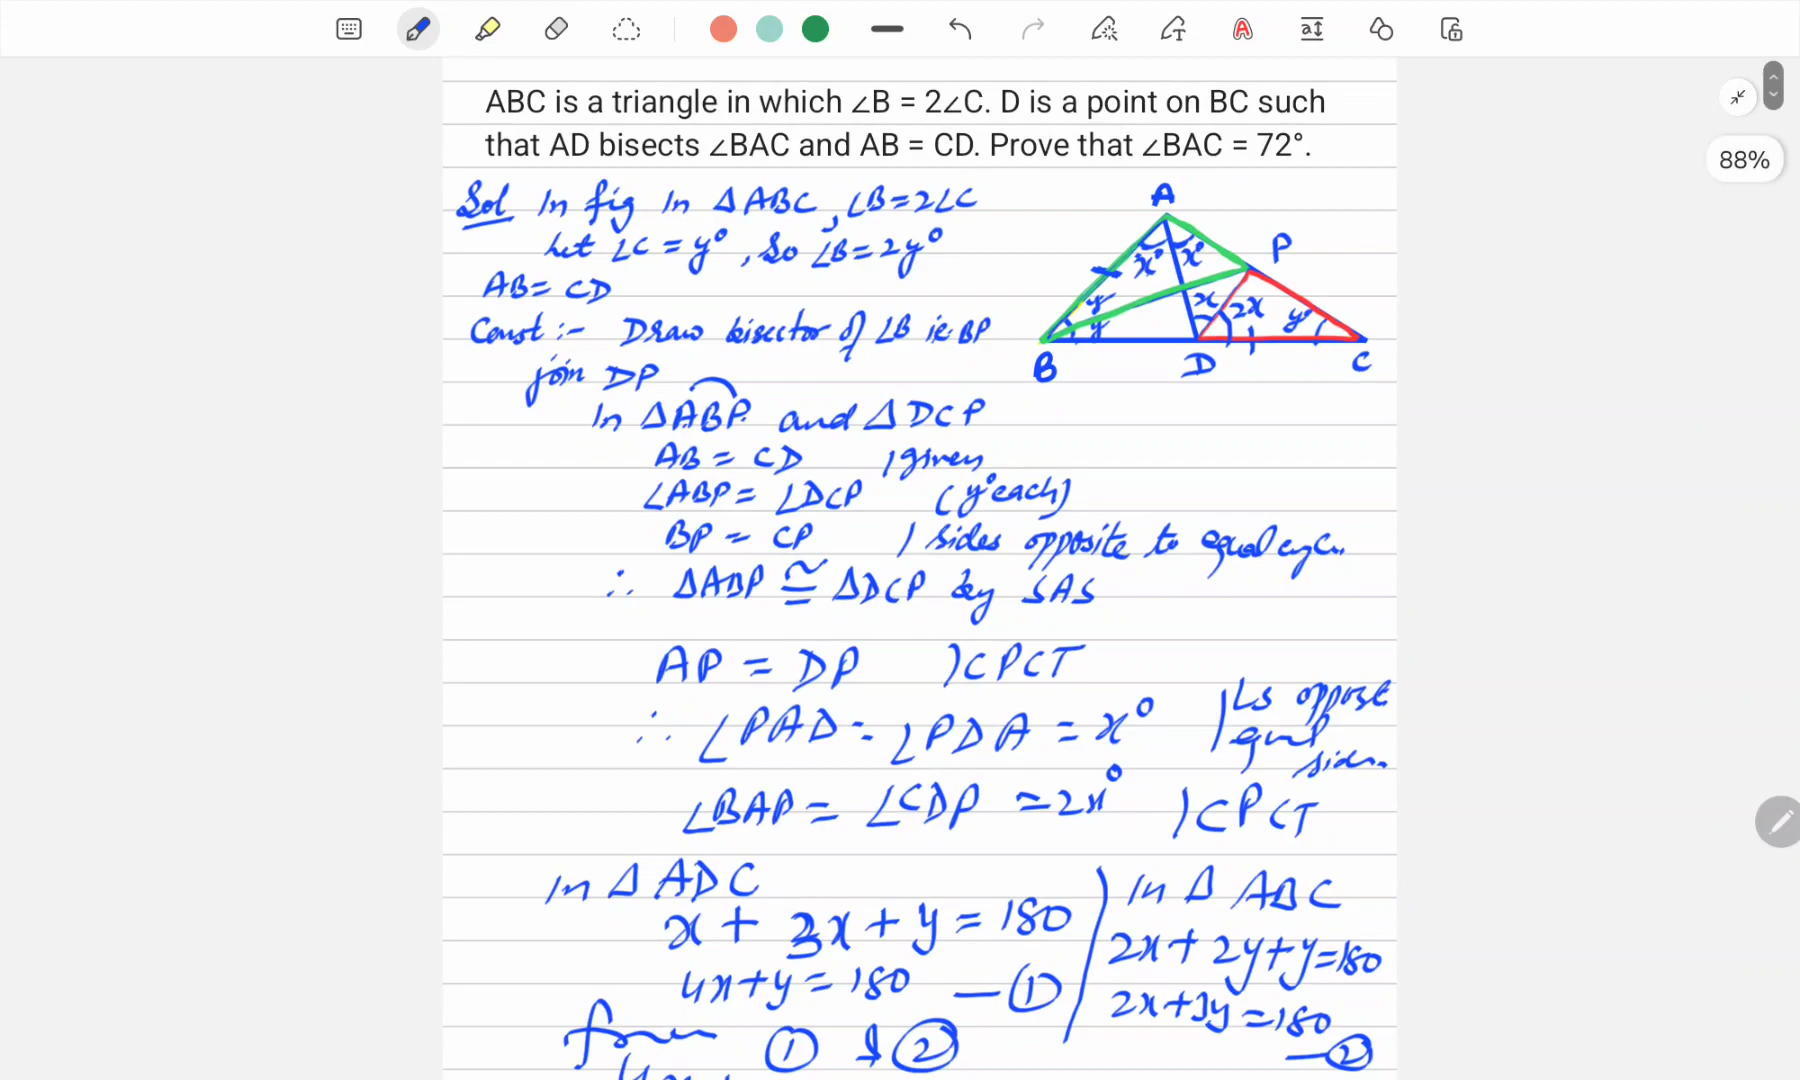 88%
ABC is a triangle in which ∠B = 2∠C. D is a point on BC such
that AD bisects ∠BAC and AB = CD. Prove that ∠BAC = 72°.
Sol In fig In ΔABC, ∠B=2∠C
Let ∠C = y°, So ∠B=2y°
AB= CD
Const:- Draw bisector of ∠B ie BP
join DP
A
P
x° x°
y
y
x 2x
y°
B D C
In ΔABP and ΔDCP
AB = CD | given
∠ABP = ∠DCP (y° each)
BP = CP | sides opposite to equal
∴ ΔABP ≅ ΔDCP by SAS
AP = DP ) CPCT
∴ ∠PAD = ∠PDA = x° | ∠s
sides.
∠BAP = ∠CDP = 2x° ) CPCT
In Δ ADC
x + 3x + y = 180
4x+y = 180 — ①
In Δ ABC
2x+ 2y+y=180
2x+3y=180
— ②
from ① & ②